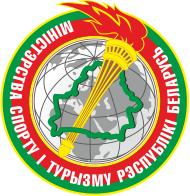 МІНІСТЭРСТВА СПОРТУ І ТУРЫЗМУ РЭСПУБЛІКІ БЕЛАРУСЬ